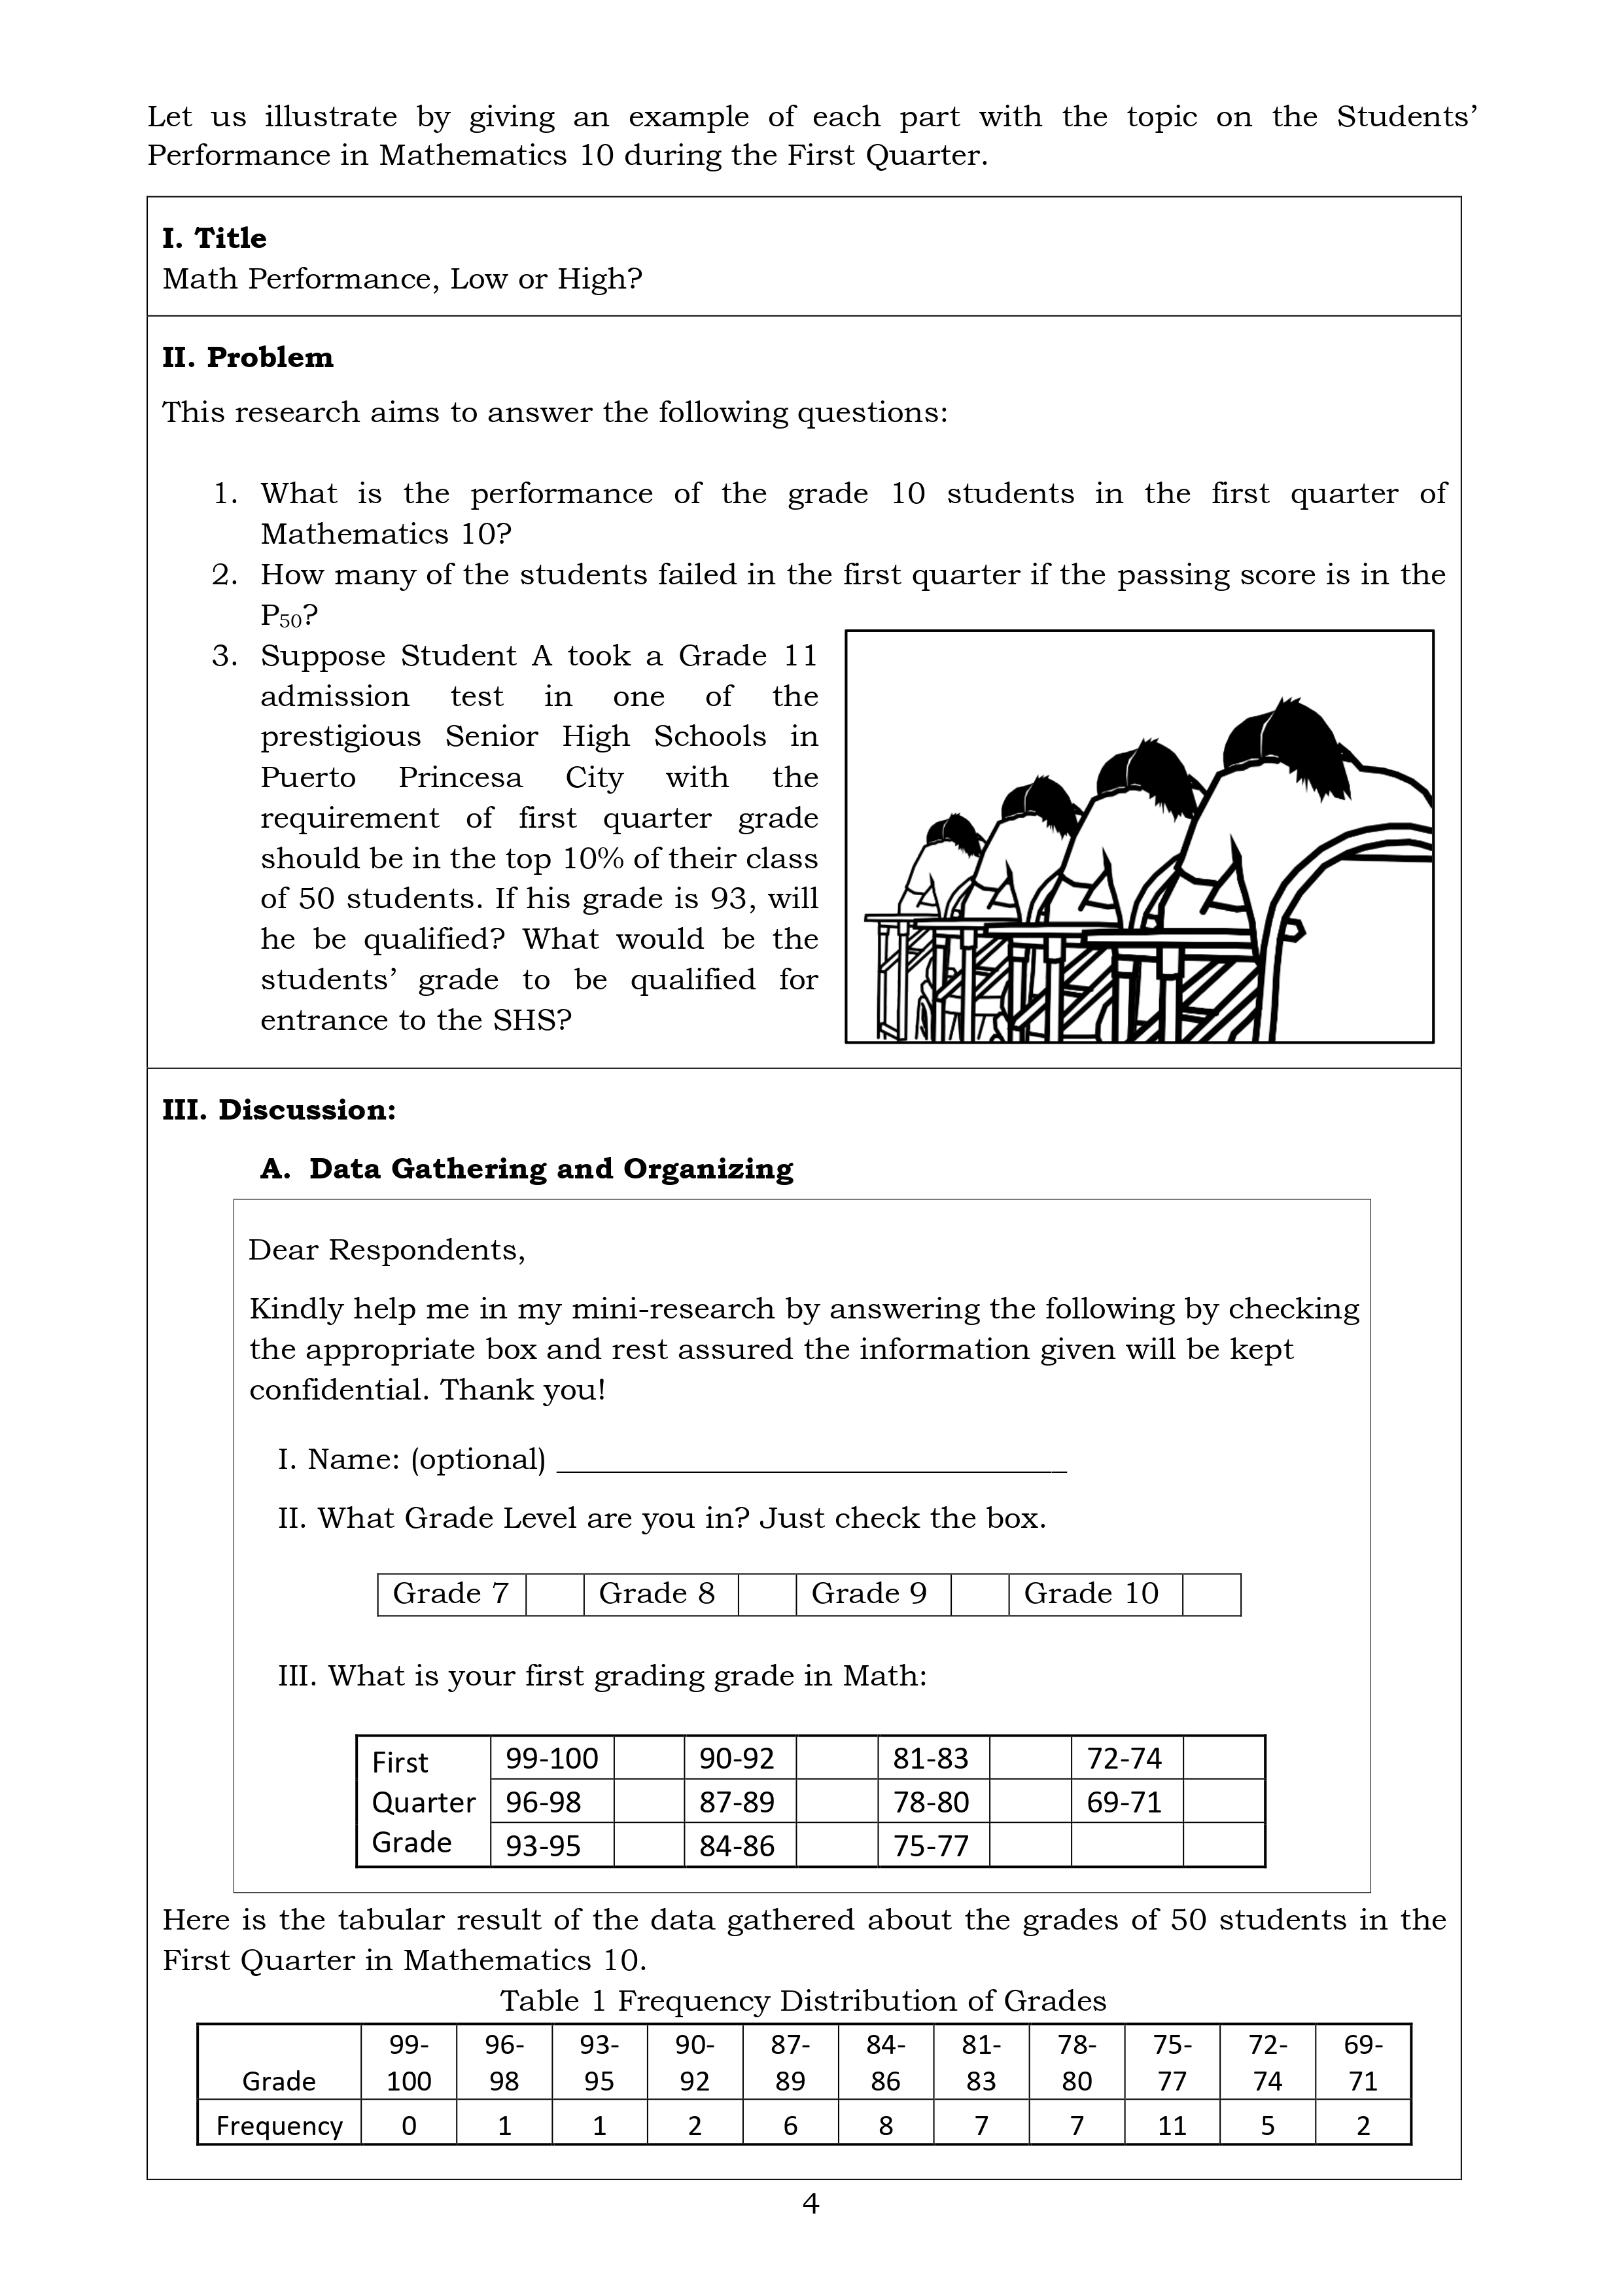 Let us illustrate by giving an example of each part with the topic on the Students’
Performance in Mathematics 10 during the First Quarter.
I. Title
Math Performance, Low or High?
II. Problem
This research aims to answer the following questions:
1. What is the performance of the grade 10 students in the first quarter of
Mathematics 10?
2. How many of the students failed in the first quarter if the passing score is in the
P₅₀?
3. Suppose Student A took a Grade 11
admission test in one of the
prestigious Senior High Schools in
Puerto Princesa City with the
requirement of first quarter grade
should be in the top 10% of their class
of 50 students. If his grade is 93, will
he be qualified? What would be the
students’ grade to be qualified for
entrance to the SHS?
III. Discussion:
A. Data Gathering and Organizing
Dear Respondents,
Kindly help me in my mini-research by answering the following by checking
the appropriate box and rest assured the information given will be kept
confidential. Thank you!
I. Name: (optional) ______________________________
II. What Grade Level are you in? Just check the box.
Grade 7 Grade 8 Grade 9 Grade 10
III. What is your first grading grade in Math:
First 99-100 90-92 81-83 72-74
Quarter 96-98 87-89 78-80 69-71
Grade 93-95 84-86 75-77
Here is the tabular result of the data gathered about the grades of 50 students in the
First Quarter in Mathematics 10.
Table 1 Frequency Distribution of Grades
99- 96- 93- 90- 87- 84- 81- 78- 75- 72- 69-
Grade 100 98 95 92 89 86 83 80 77 74 71
Frequency 0 1 1 2 6 8 7 7 11 5 2
4